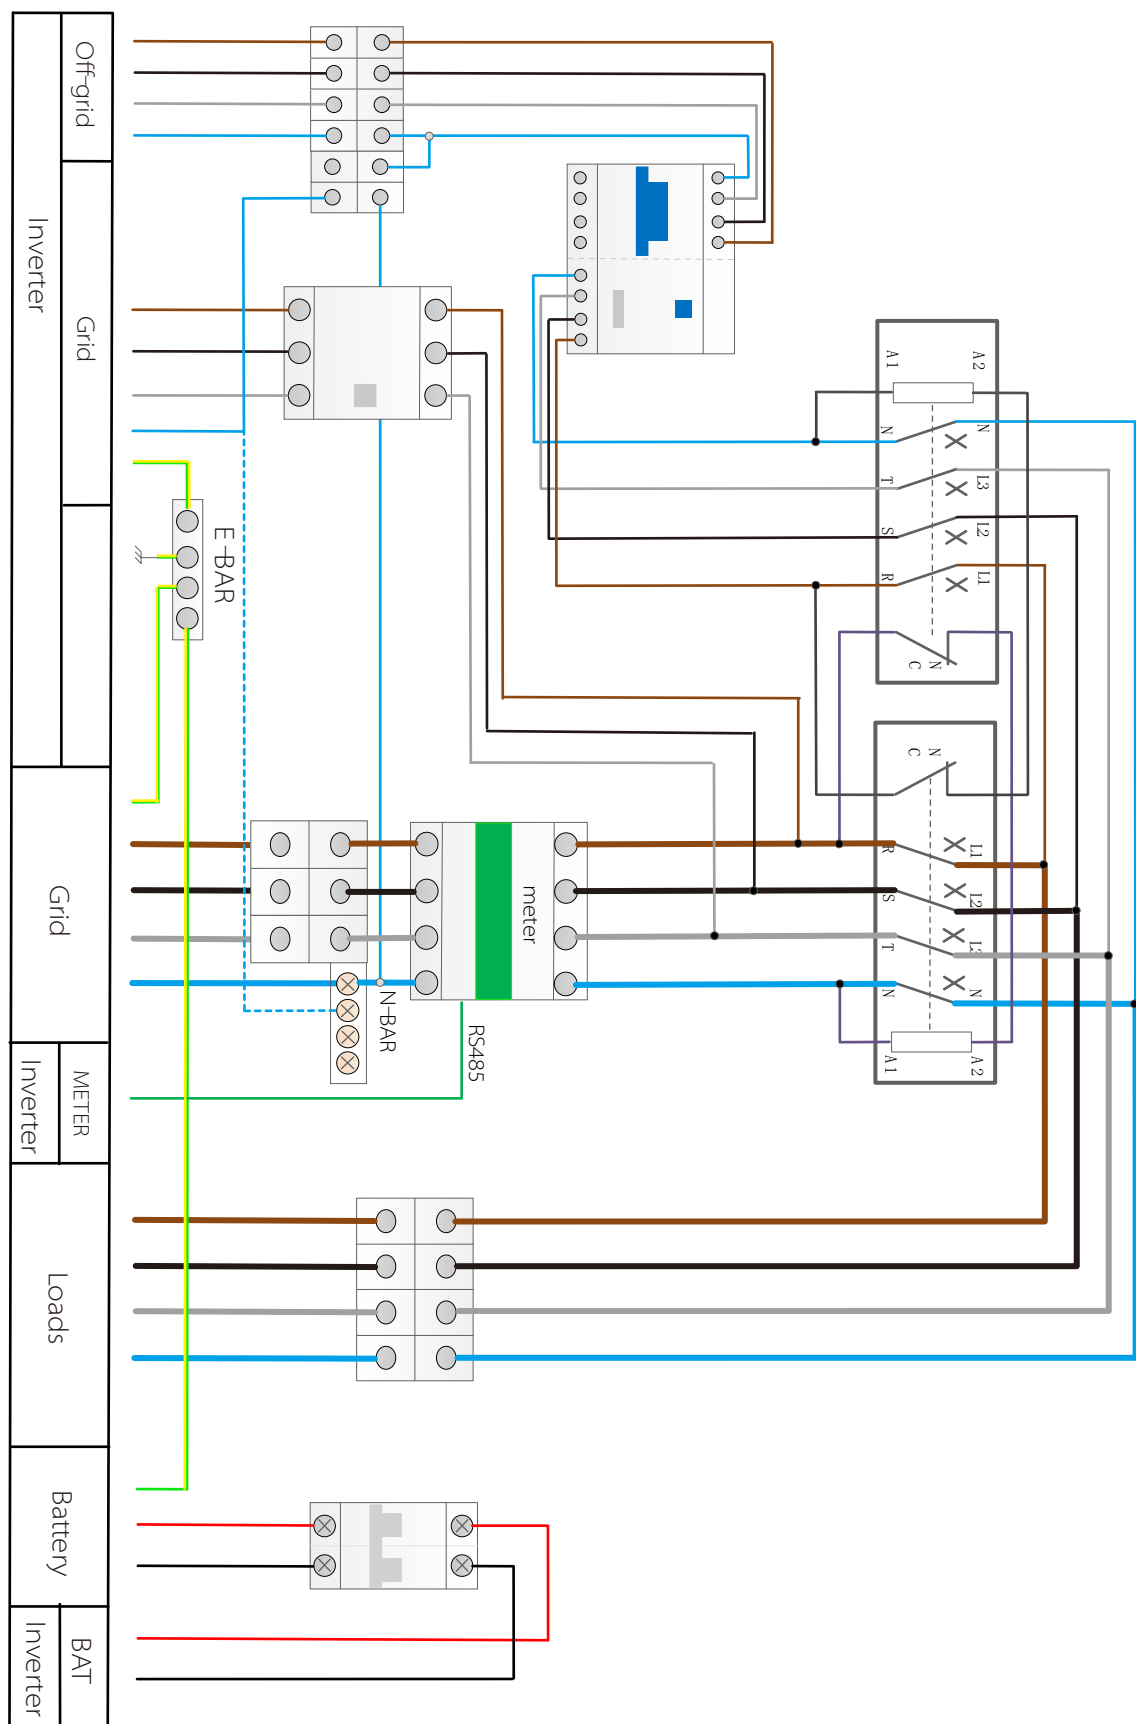 Off-grid
Inverter
Grid
E-BAR
A1
A2
N
N
T
L3
S
L2
R
L1
C
N
C
N
R
L1
S
L2
T
L3
N
N
A1
A2
Grid
meter
N-BAR
RS485
METER
Inverter
Loads
Battery
BAT
Inverter